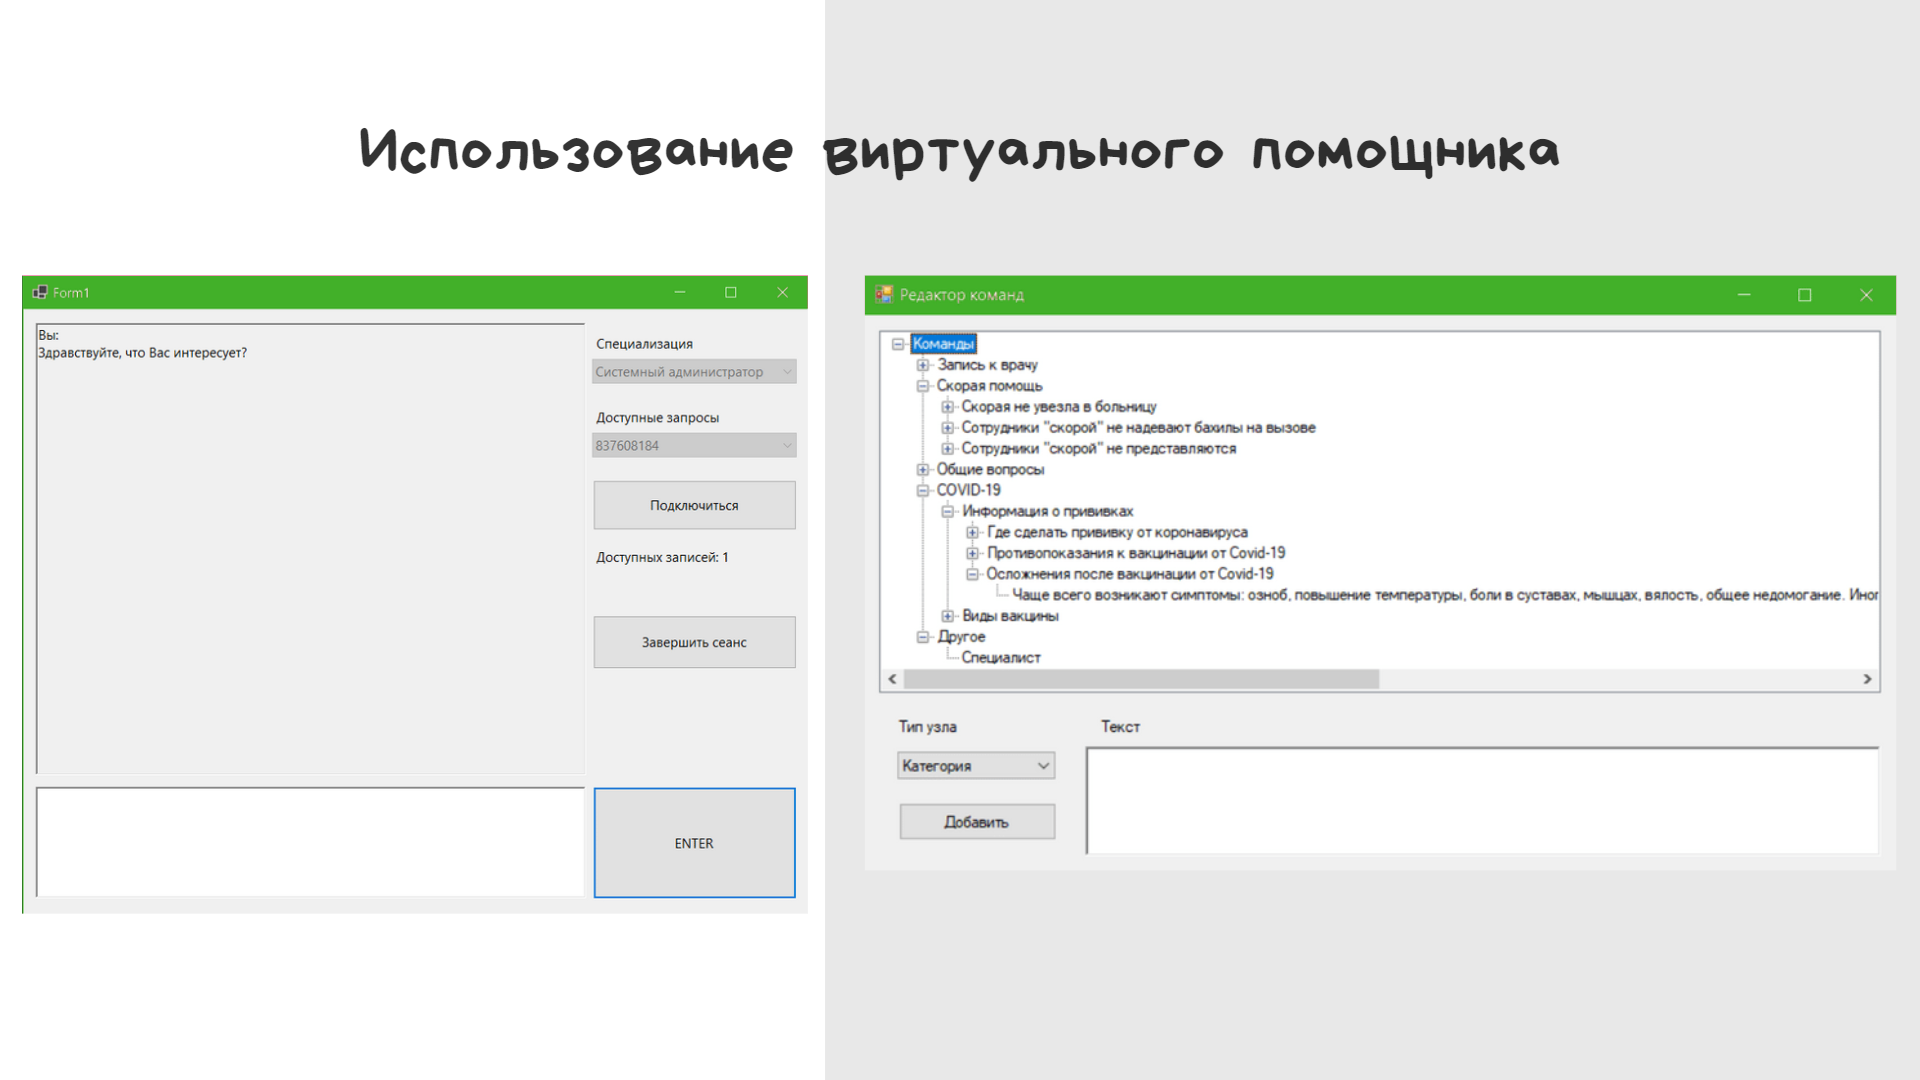 Использование виртуального помощника
Form1
Вы:
Здравствуйте, что Вас интересует?
Специализация
Системный администратор
Доступные запросы
837608184
Подключиться
Доступных записей: 1
Завершить сеанс
ENTER
Редактор команд
Команды
Запись к врачу
Скорая помощь
Скорая не увезла в больницу
Сотрудники "скорой" не надевают бахилы на вызове
Сотрудники "скорой" не представляются
Общие вопросы
COVID-19
Информация о прививках
Где сделать прививку от коронавируса
Противопоказания к вакцинации от Covid-19
Осложнения после вакцинации от Covid-19
Чаще всего возникают симптомы: озноб, повышение температуры, боли в суставах, мышцах, вялость, общее недомогание.
Виды вакцины
Другое
Специалист
Тип узла
Текст
Категория
Добавить